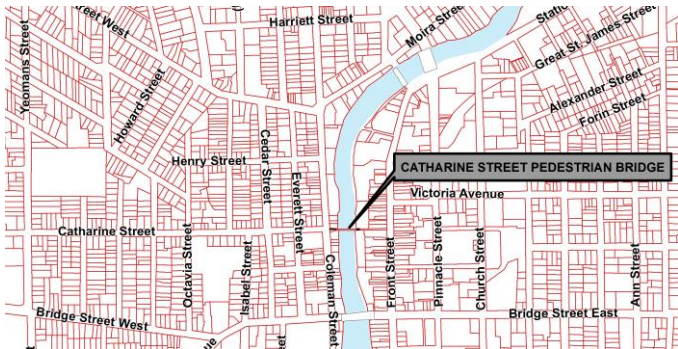 Harriett Street
Moira Street
Station
Great St. James Street
Street West
Yeomans Street
Howard Street
Alexander Street
Forin Street
Henry Street
Cedar Street
Everett Street
CATHARINE STREET PEDESTRIAN BRIDGE
Victoria Avenue
Catharine Street
Octavia Street
Isabel Street
Coleman Street
Front Street
Pinnacle Street
Church Street
Ann Street
Bridge Street West
Bridge Street East